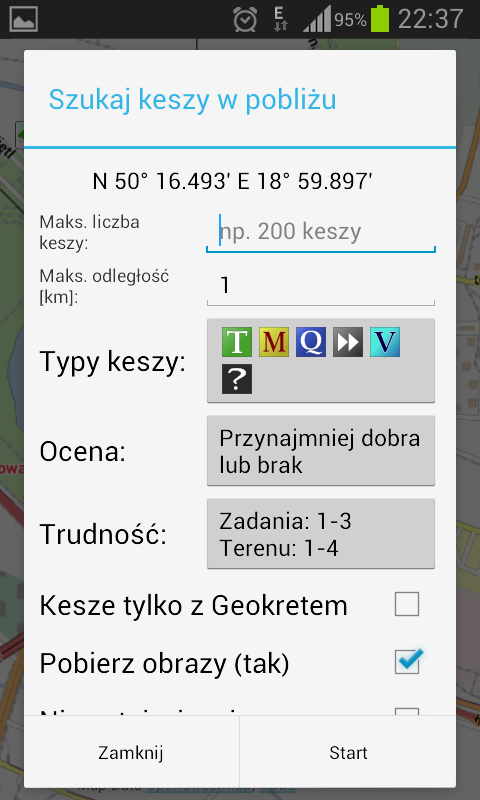 E 95% 22:37
Szukaj keszy w pobliżu
N 50° 16.493' E 18° 59.897'
Maks. liczba
keszy:
np. 200 keszy
Maks. odległość
[km]:
1
Typy keszy:
T M Q V
?
Ocena:
Przynajmniej dobra
lub brak
Trudność:
Zadania: 1-3
Terenu: 1-4
Kesze tylko z Geokretem
Pobierz obrazy (tak)
Zamknij Start